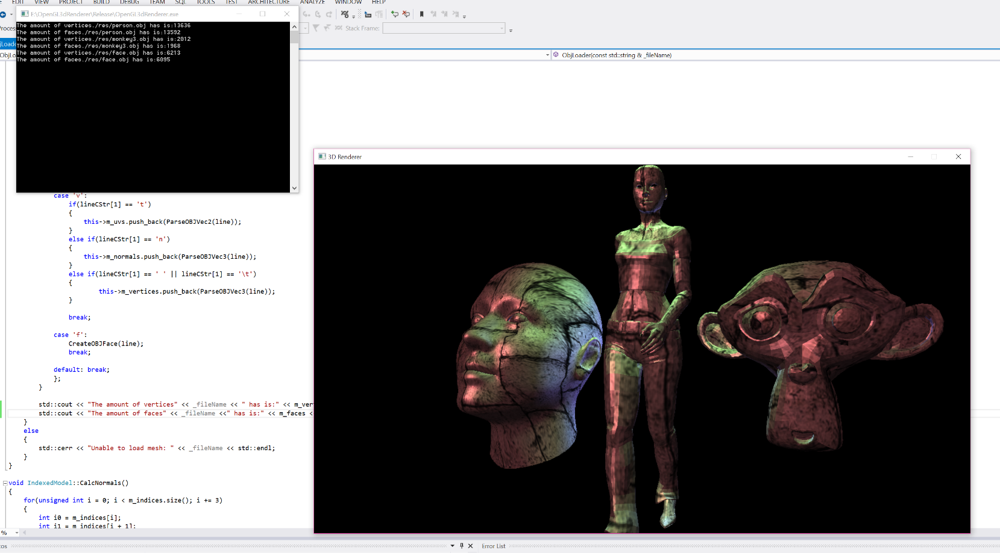 EDIT VIEW PROJECT BUILD DEBUG TEAM SQL TOOLS TEST ARCHITECTURE ANALYZE WINDOW HELP
F:\OpenGL3dRenderer\Release\OpenGL3dRenderer.exe
Stack Frame:
The amount of vertices./res/person.obj has is:13636
The amount of faces./res/person.obj has is:13592
The amount of vertices./res/monkey3.obj has is:2012
The amount of faces./res/monkey3.obj has is:1968
The amount of vertices./res/face.obj has is:6213
The amount of faces./res/face.obj has is:6095
ObjLoader(const std::string & _fileName)
3D Renderer
case 'v':
if(lineCStr[1] == 't')
{
this->m_uvs.push_back(ParseOBJVec2(line));
}
else if(lineCStr[1] == 'n')
{
this->m_normals.push_back(ParseOBJVec3(line));
}
else if(lineCStr[1] == ' ' || lineCStr[1] == '\t')
{
this->m_vertices.push_back(ParseOBJVec3(line));
}
break;
case 'f':
CreateOBJFace(line);
break;
default: break;
};
}
std::cout << "The amount of vertices" << _fileName << " has is:" << m_ver
std::cout << "The amount of faces" << _fileName <<" has is:" << m_faces <
}
else
{
std::cerr << "Unable to load mesh: " << _fileName << std::endl;
}
}
void IndexedModel::CalcNormals()
{
for(unsigned int i = 0; i < m_indices.size(); i += 3)
{
int i0 = m_indices[i];
int i1 = m_indices[i + 1];
%
Error List